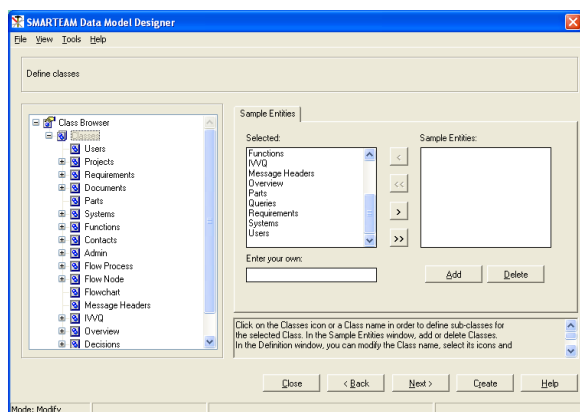 SMARTEAM Data Model Designer
File View Tools Help
Define classes
Class Browser
Classes
Users
Projects
Requirements
Documents
Parts
Systems
Functions
Contacts
Admin
Flow Process
Flow Node
Flowchart
Message Headers
IVVQ
Overview
Decisions
Sample Entities
Selected:
Functions
IVVQ
Message Headers
Overview
Parts
Queries
Requirements
Systems
Users
<
<<
>
>>
Sample Entities:
Enter your own:
Add Delete
Click on the Classes icon or a Class name in order to define sub-classes for
the selected Class. In the Sample Entities window, add or delete Classes.
In the Definition window, you can modify the Class name, select its icons and
Close < Back Next > Create Help
Mode: Modify